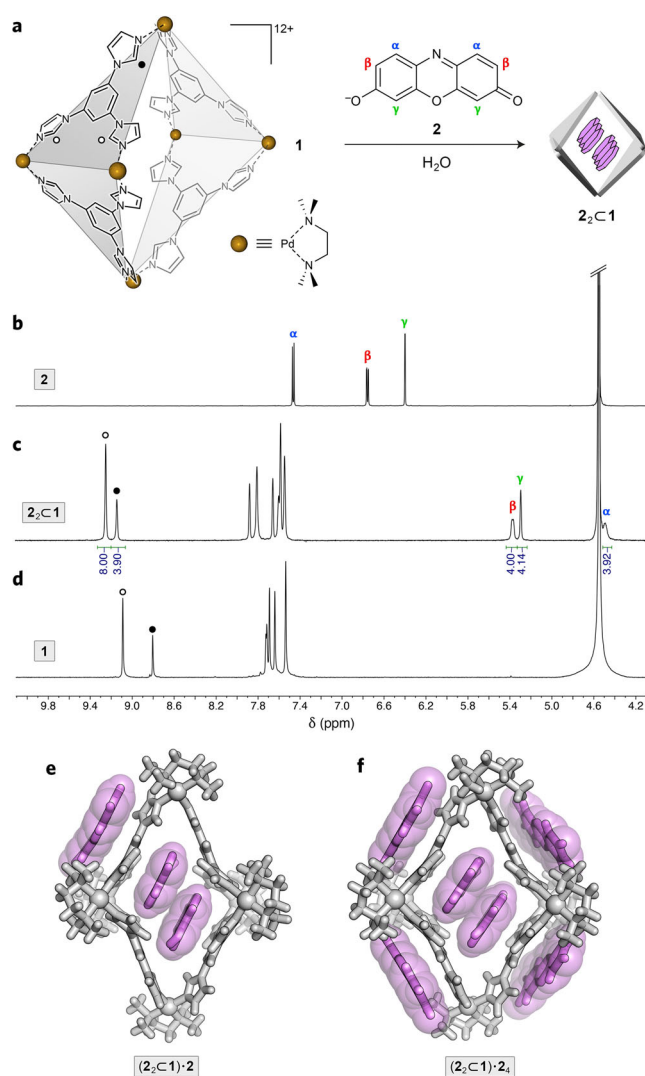 a
12+
1
α α
β β
γ γ
N
⁻O O O
2
H₂O
2₂⊂1
≡ Pd
N
N
b
α
β
γ
2
c
2₂⊂1
β
γ
α
8.00
3.90
4.00
4.14
3.92
d
1
9.8 9.4 9.0 8.6 8.2 7.8 7.4 7.0 6.6 6.2 5.8 5.4 5.0 4.6 4.2
δ (ppm)
e
f
(2₂⊂1)·2
(2₂⊂1)·2₄